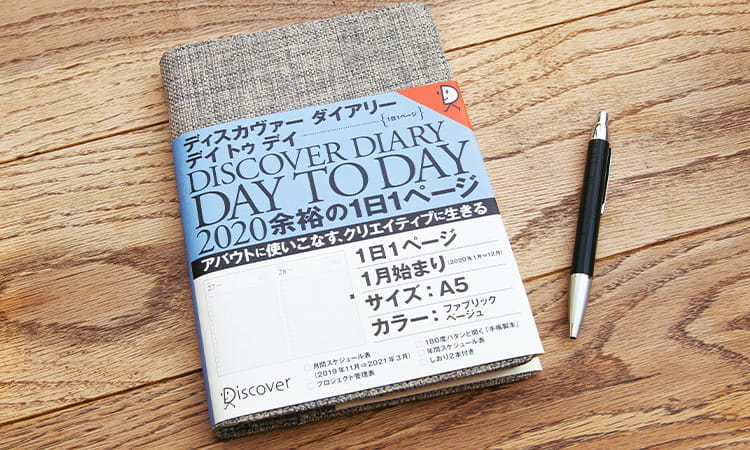 ディスカヴァー ダイアリー
デイ トゥ デイ
{1日1ページ}
DISCOVER DIARY
DAY TO DAY
2020余裕の1日1ページ
アバウトに使いこなす、クリエイティブに生きる
27
28
1日1ページ
1月始まり(2020年1月⇒12月)
サイズ：A5
カラー：ファブリック
ベージュ
□月間スケジュール表
(2019年11月⇒2021年3月)
□プロジェクト管理表
□180度パタンと開く「手帳製本」
□年間スケジュール表
□しおり2本付き
Discover